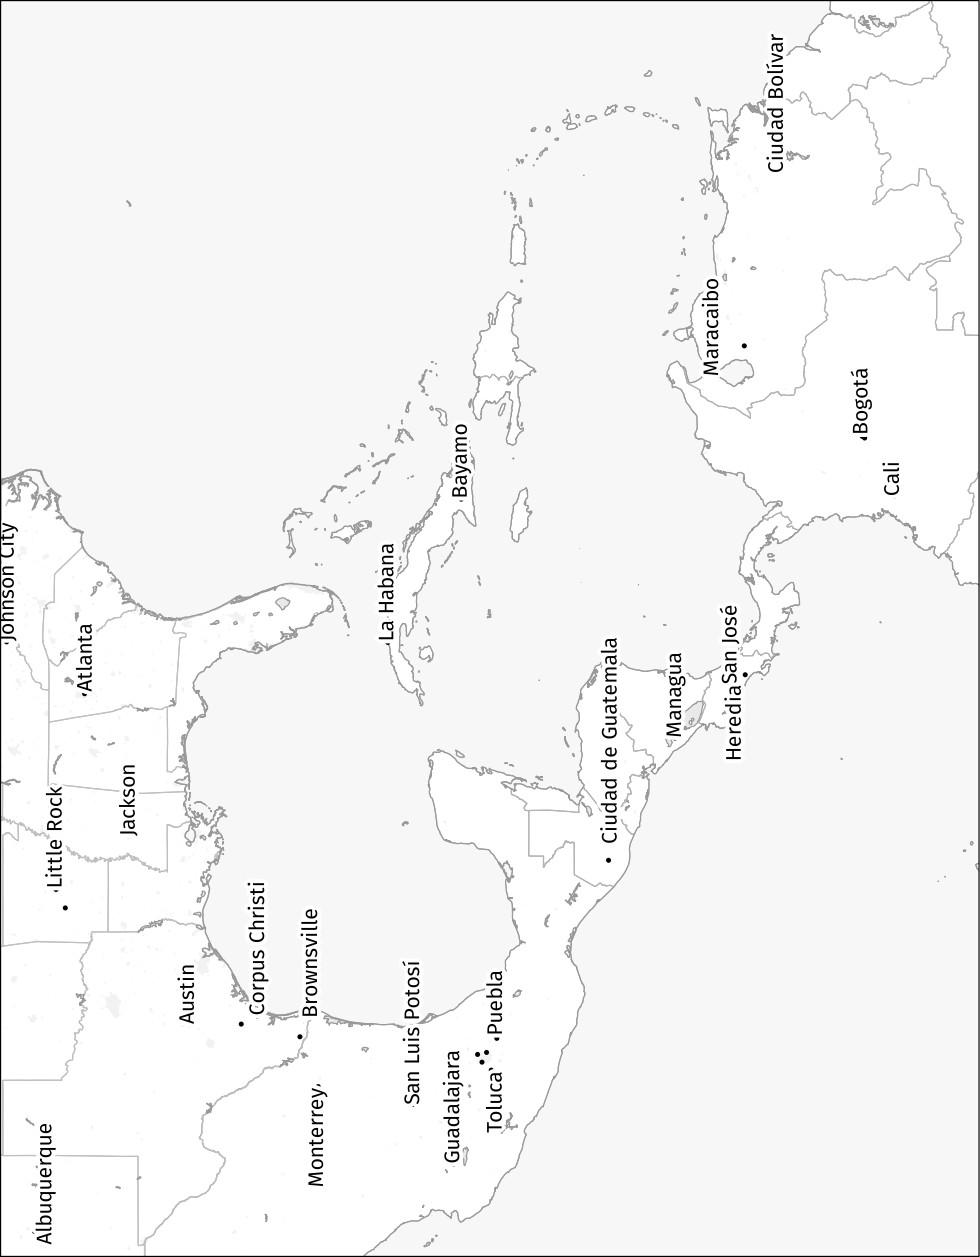 Johnson City
Atlanta
Little Rock
Jackson
Albuquerque
Austin
Corpus Christi
Brownsville
Monterrey
San Luis Potosí
Guadalajara
Toluca
Puebla
La Habana
Bayamo
Ciudad de Guatemala
Managua
Heredia
San José
Maracaibo
Ciudad Bolívar
Bogotá
Cali